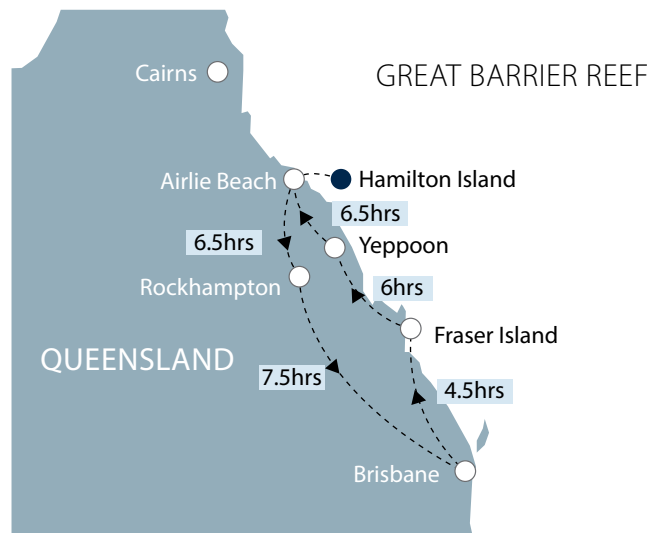 Cairns
GREAT BARRIER REEF
Airlie Beach
Hamilton Island
6.5hrs
6.5hrs
Yeppoon
Rockhampton
6hrs
Fraser Island
QUEENSLAND
7.5hrs
4.5hrs
Brisbane